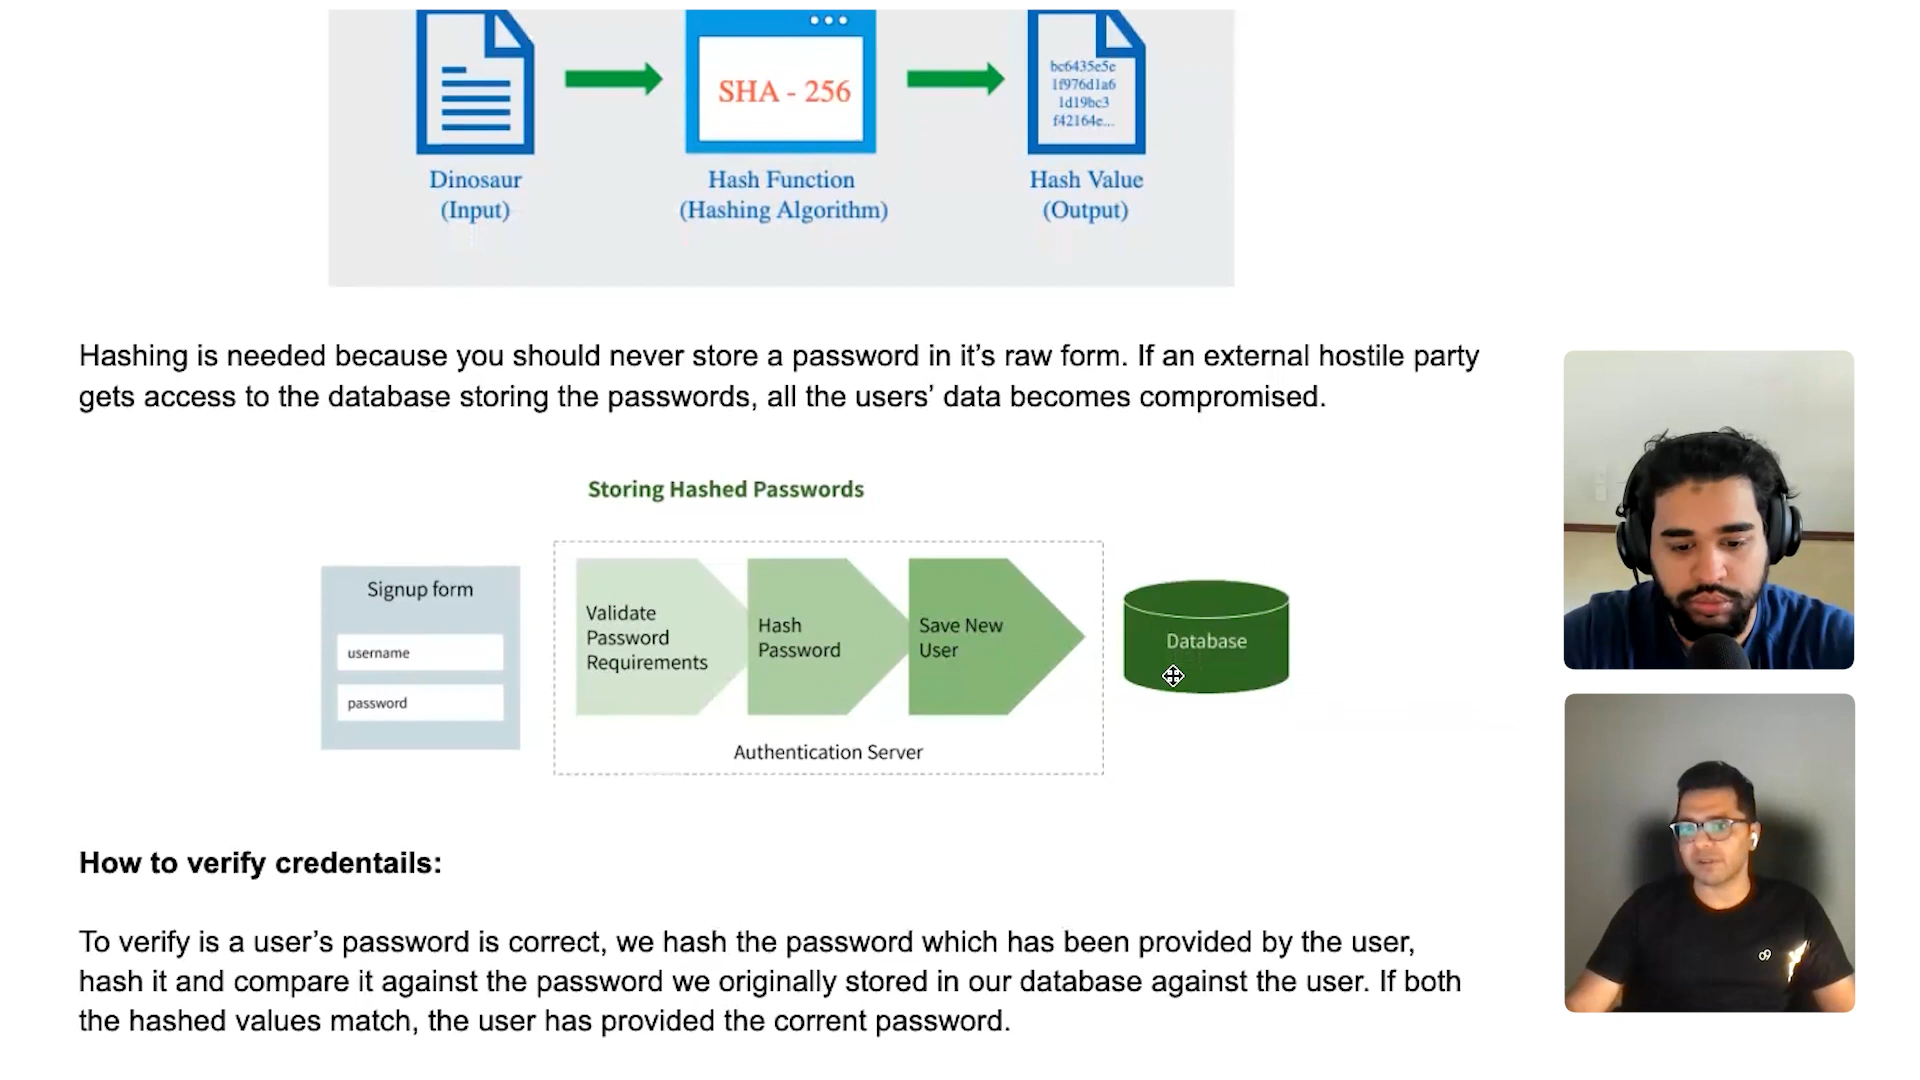 SHA - 256
bc6435e5e
1f976d1a6
1d19bc3
f42164e...
Dinosaur
(Input)
Hash Function
(Hashing Algorithm)
Hash Value
(Output)
Hashing is needed because you should never store a password in it’s raw form. If an external hostile party
gets access to the database storing the passwords, all the users’ data becomes compromised.
Storing Hashed Passwords
Signup form
username
password
Validate
Password
Requirements
Hash
Password
Save New
User
Authentication Server
Database
How to verify credentails:
To verify is a user’s password is correct, we hash the password which has been provided by the user,
hash it and compare it against the password we originally stored in our database against the user. If both
the hashed values match, the user has provided the corrent password.
o9